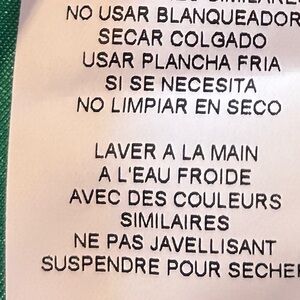 NO USAR BLANQUEADOR
SECAR COLGADO
USAR PLANCHA FRIA
SI SE NECESITA
NO LIMPIAR EN SECO
LAVER A LA MAIN
A L'EAU FROIDE
AVEC DES COULEURS
SIMILAIRES
NE PAS JAVELLISANT
SUSPENDRE POUR SECHER